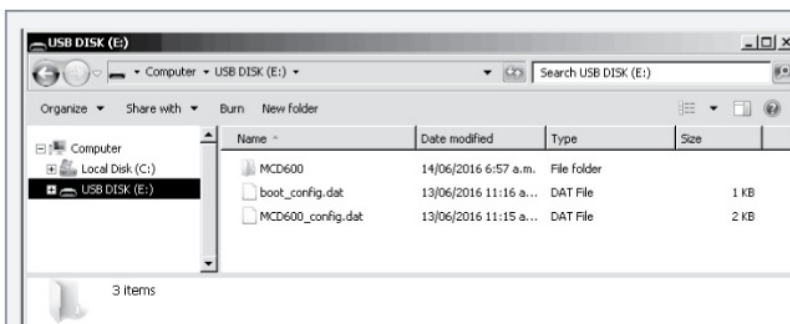 USB DISK (E:)
Computer USB DISK (E:) Search USB DISK (E:)
Organize Share with Burn New folder
Name Date modified Type Size
Computer
Local Disk (C:)
USB DISK (E:)
MCD600 14/06/2016 6:57 a.m. File folder
boot_config.dat 13/06/2016 11:16 a... DAT File 1 KB
MCD600_config.dat 13/06/2016 11:15 a... DAT File 2 KB
3 items